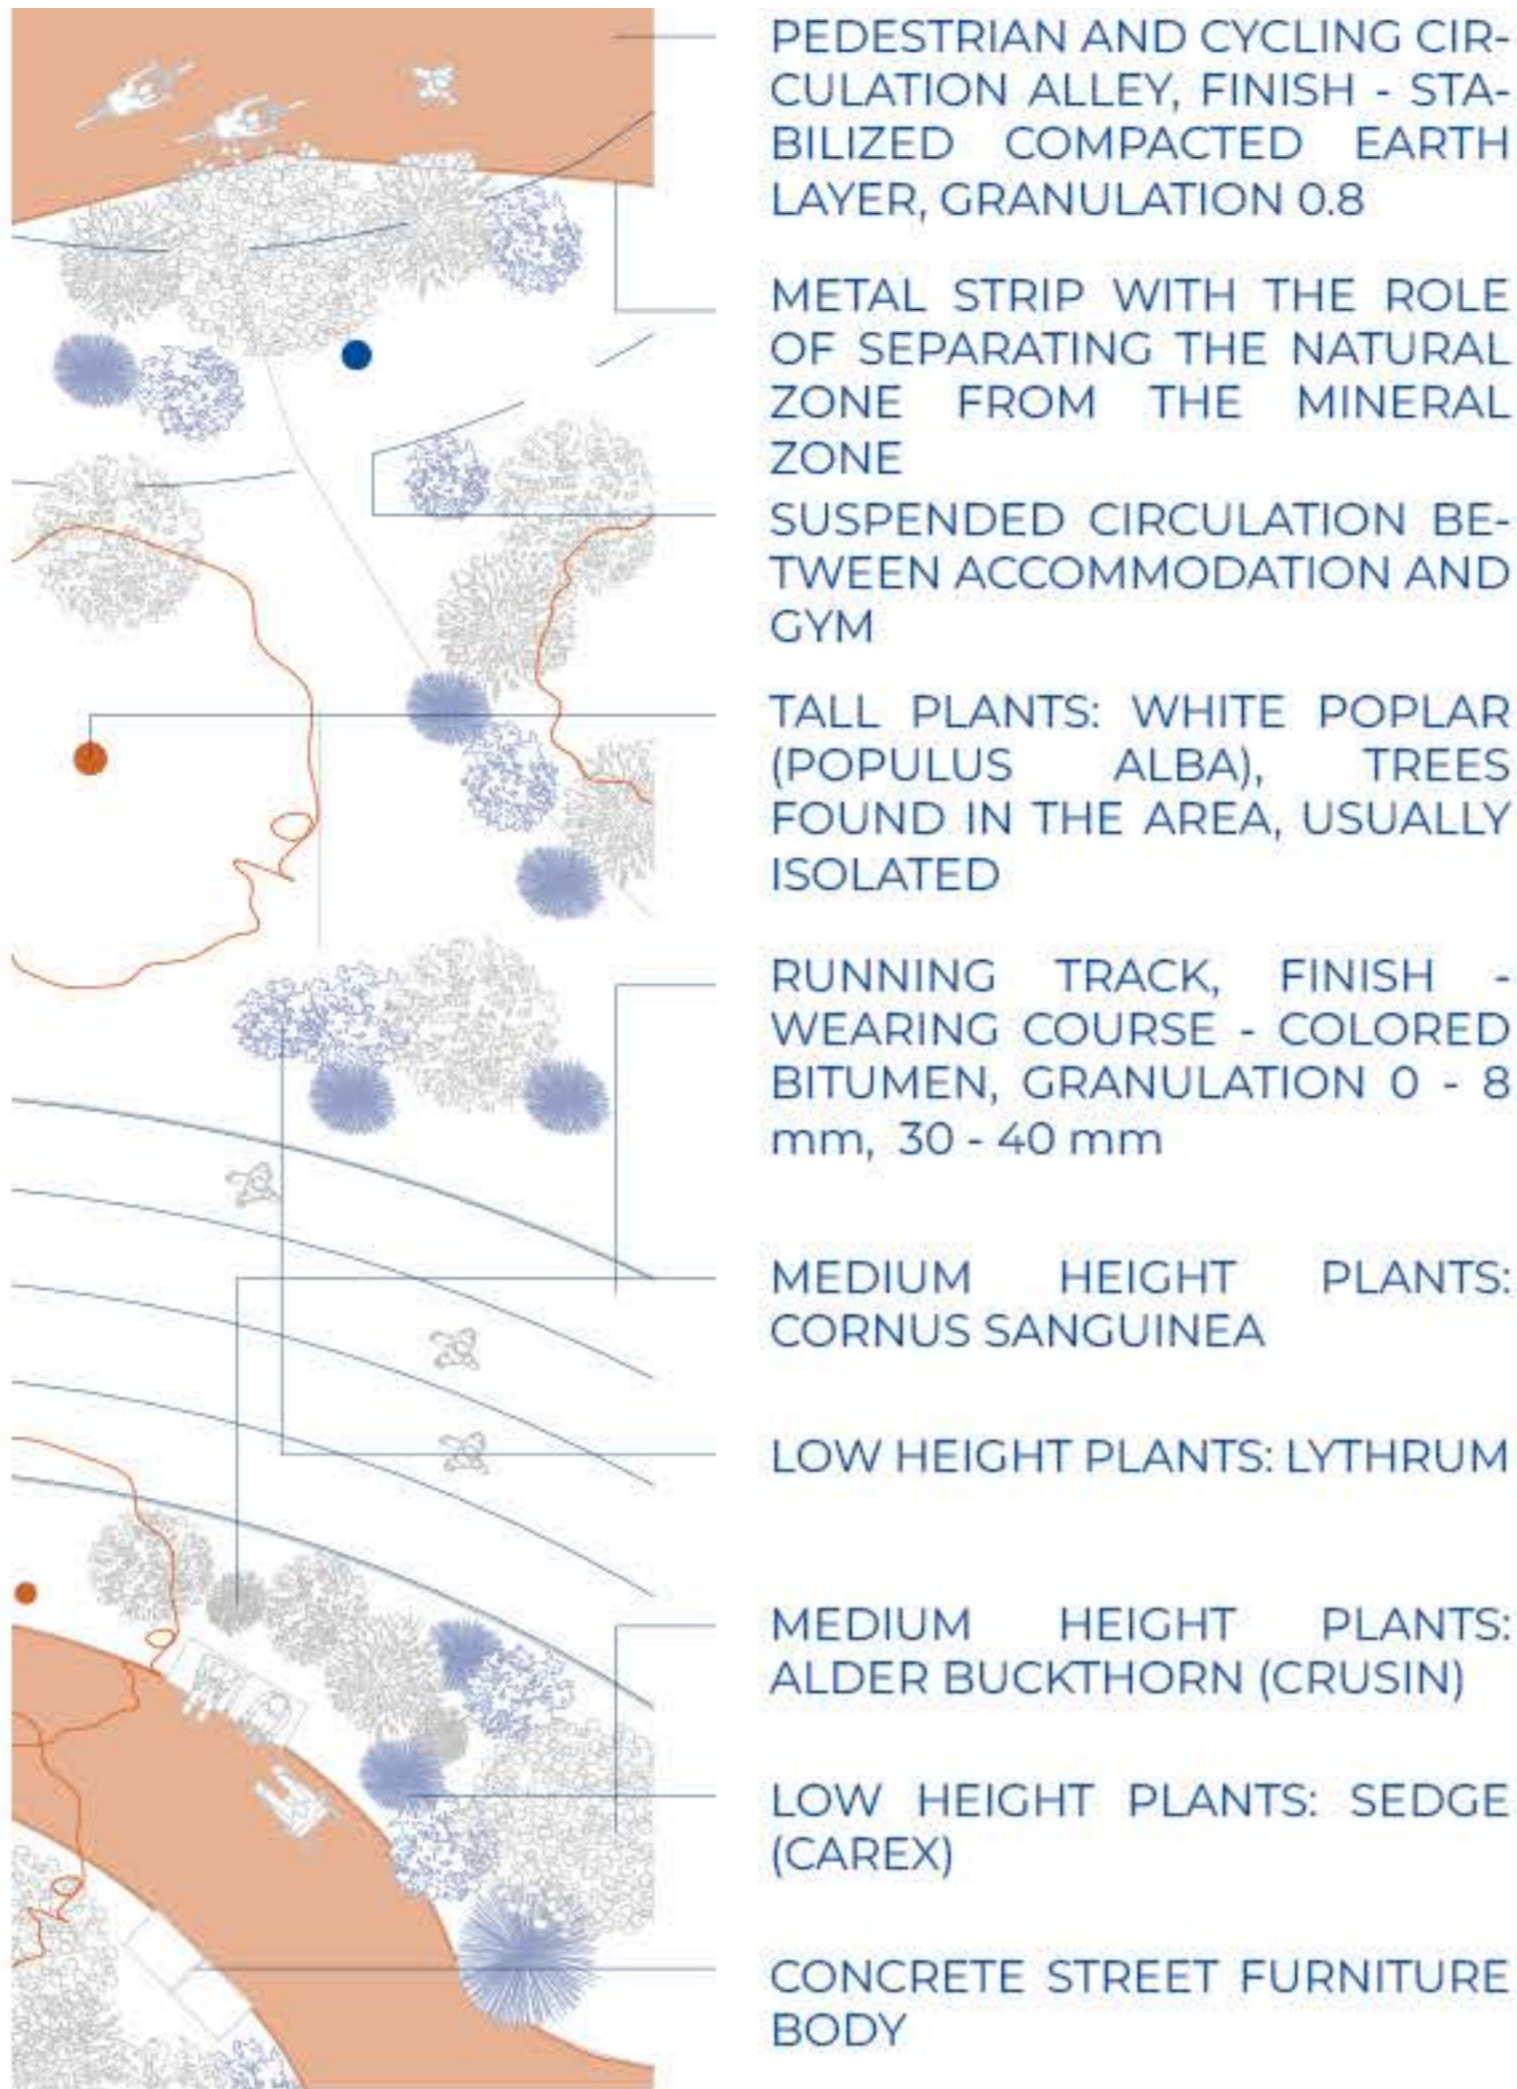 PEDESTRIAN AND CYCLING CIR-
CULATION ALLEY, FINISH - STA-
BILIZED COMPACTED EARTH
LAYER, GRANULATION 0.8
METAL STRIP WITH THE ROLE
OF SEPARATING THE NATURAL
ZONE FROM THE MINERAL
ZONE
SUSPENDED CIRCULATION BE-
TWEEN ACCOMMODATION AND
GYM
TALL PLANTS: WHITE POPLAR
(POPULUS ALBA), TREES
FOUND IN THE AREA, USUALLY
ISOLATED
RUNNING TRACK, FINISH -
WEARING COURSE - COLORED
BITUMEN, GRANULATION 0 - 8
mm, 30 - 40 mm
MEDIUM HEIGHT PLANTS:
CORNUS SANGUINEA
LOW HEIGHT PLANTS: LYTHRUM
MEDIUM HEIGHT PLANTS:
ALDER BUCKTHORN (CRUSIN)
LOW HEIGHT PLANTS: SEDGE
(CAREX)
CONCRETE STREET FURNITURE
BODY